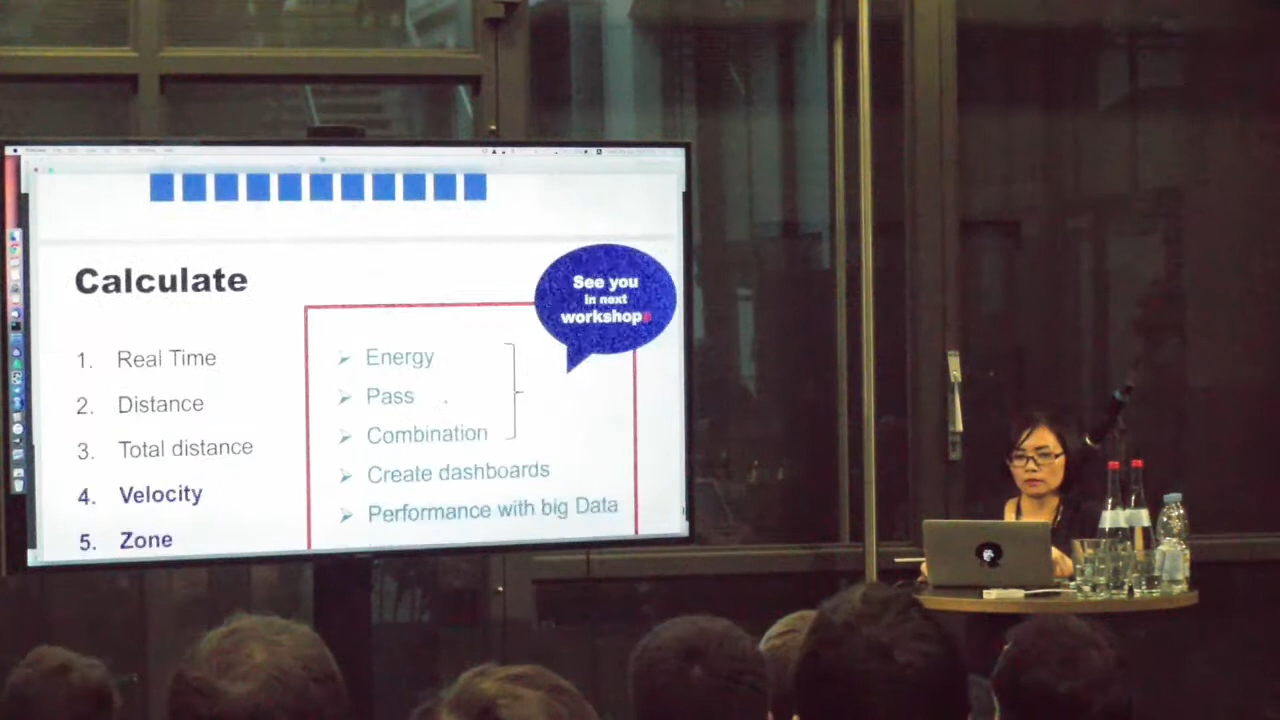 Calculate
See you
in next
workshops
1. Real Time
2. Distance
3. Total distance
4. Velocity
5. Zone
➢ Energy
➢ Pass
➢ Combination
➢ Create dashboards
➢ Performance with big Data